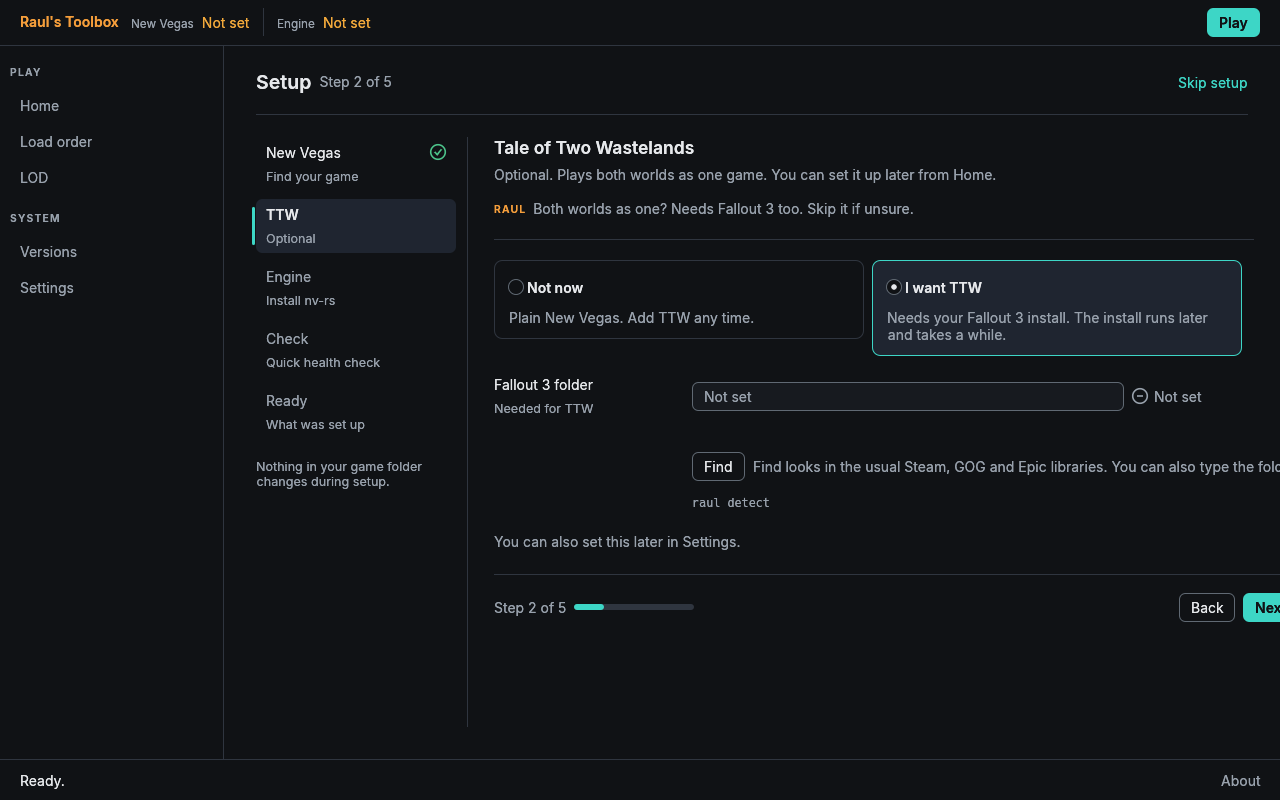 Raul's Toolbox New Vegas Not set Engine Not set Play
PLAY
Home
Load order
LOD
SYSTEM
Versions
Settings
Setup Step 2 of 5 Skip setup
New Vegas
Find your game
TTW
Optional
Engine
Install nv-rs
Check
Quick health check
Ready
What was set up
Nothing in your game folder
changes during setup.
Tale of Two Wastelands
Optional. Plays both worlds as one game. You can set it up later from Home.
RAUL Both worlds as one? Needs Fallout 3 too. Skip it if unsure.
Not now
Plain New Vegas. Add TTW any time.
I want TTW
Needs your Fallout 3 install. The install runs later
and takes a while.
Fallout 3 folder
Needed for TTW
Not set Not set
Find Find looks in the usual Steam, GOG and Epic libraries. You can also type the
raul detect
You can also set this later in Settings.
Step 2 of 5 Back
Ready. About